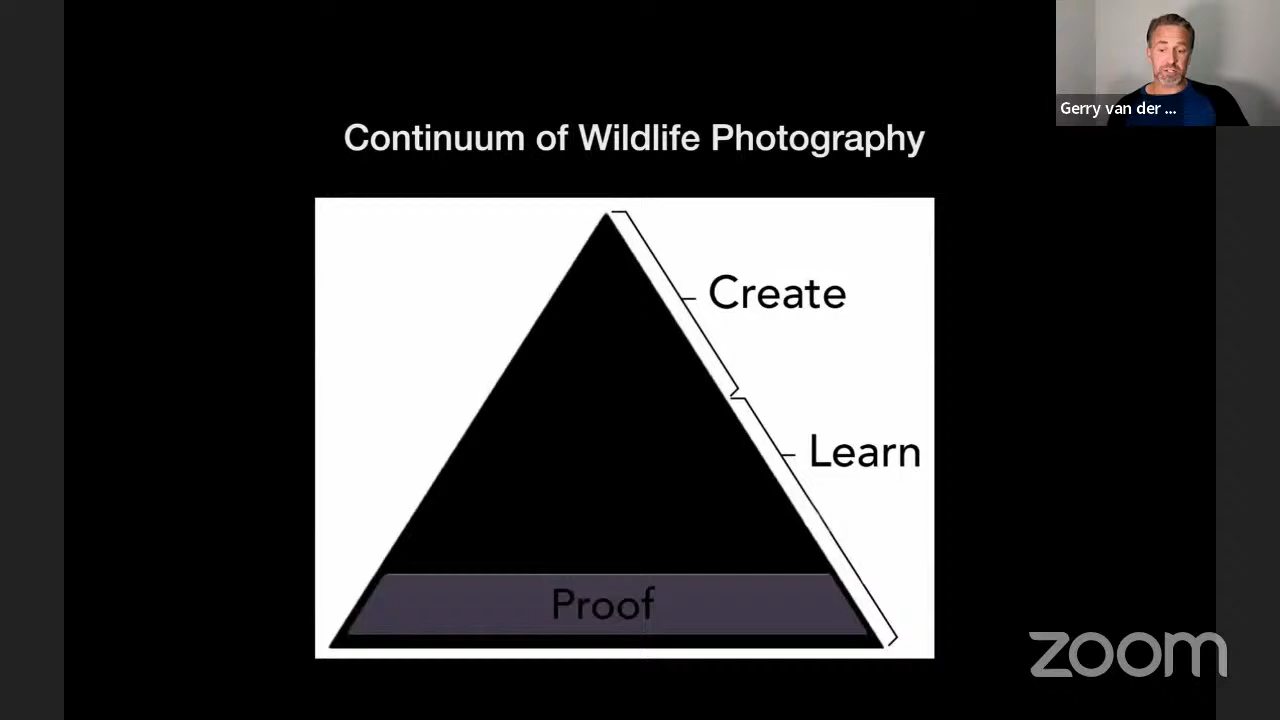 Gerry van der ...
Continuum of Wildlife Photography
Create
Learn
Proof
zoom